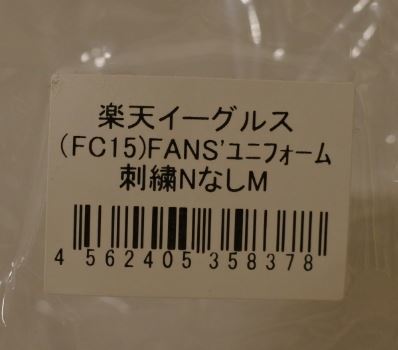 楽天イーグルス
(FC15)FANS'ユニフォーム
刺繍NなしM
4 562405 358378